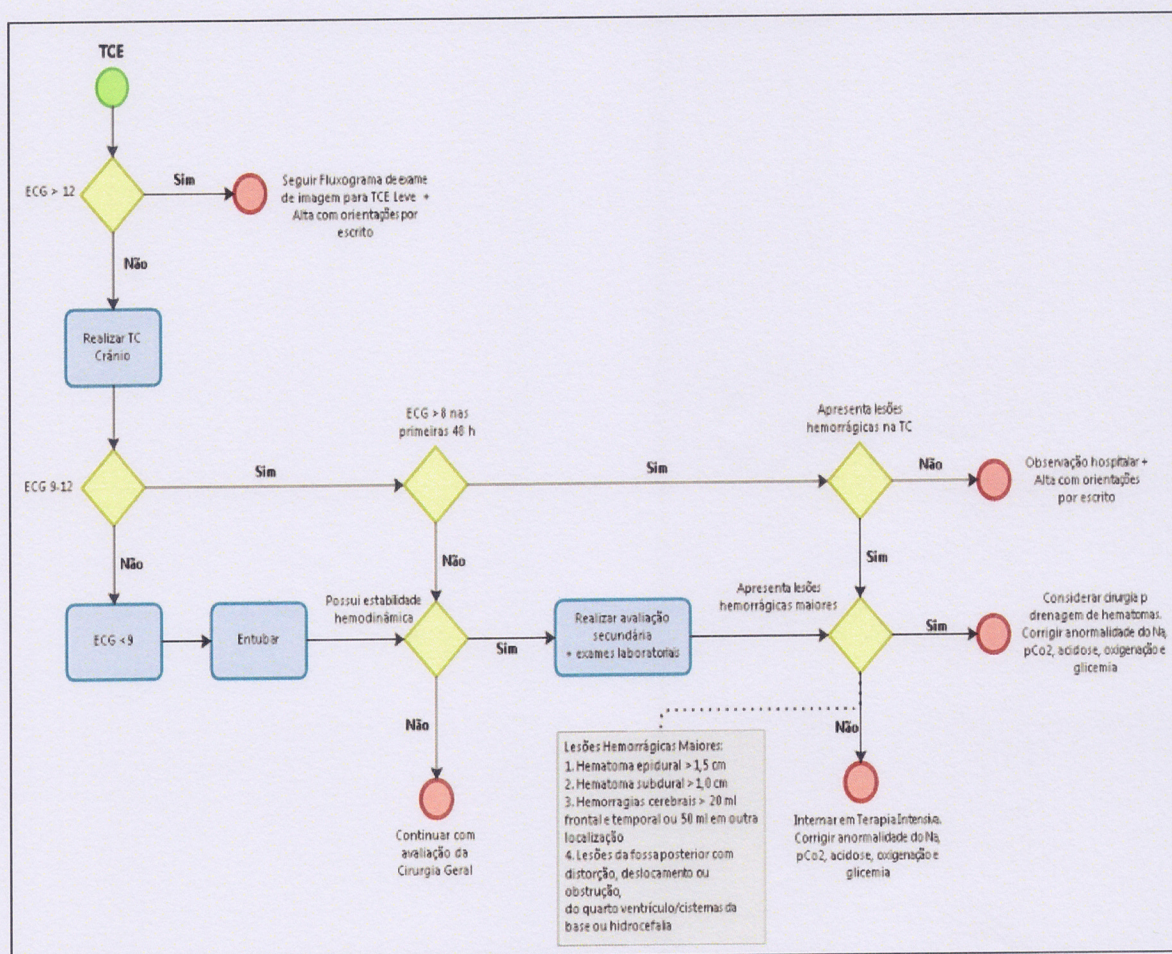 TCE
ECG > 12
Sim
Seguir Fluxograma de exame
de imagem para TCE Leve +
Alta com orientações por
escrito
Não
Realizar TC
Crânio
ECG 9-12
Sim
ECG > 8 nas
primeiras 48 h
Sim
Apresenta lesões
hemorrágicas na TC
Não
Observação hospitalar +
Alta com orientações
por escrito
Não
Não
Sim
ECG < 9
Entubar
Possui estabilidade
hemodinâmica
Sim
Realizar avaliação
secundária
+ exames laboratoriais
Apresenta lesões
hemorrágicas maiores
Sim
Considerar cirurgia p
drenagem de hematomas.
Corrigir anormalidade do Na,
pCo2, acidose, oxigenação e
glicemia
Não
Continuar com
avaliação da
Cirurgia Geral
Lesões Hemorrágicas Maiores:
1. Hematoma epidural > 1,5 cm
2. Hematoma subdural > 1,0 cm
3. Hemorragias cerebrais > 20 ml
frontal e temporal ou 50 ml em outra
localização
4. Lesões da fossa posterior com
distorção, deslocamento ou
obstrução,
do quarto ventrículo/cisternas da
base ou hidrocefalia
Não
Internar em Terapia Intensiva.
Corrigir anormalidade do Na,
pCo2, acidose, oxigenação e
glicemia